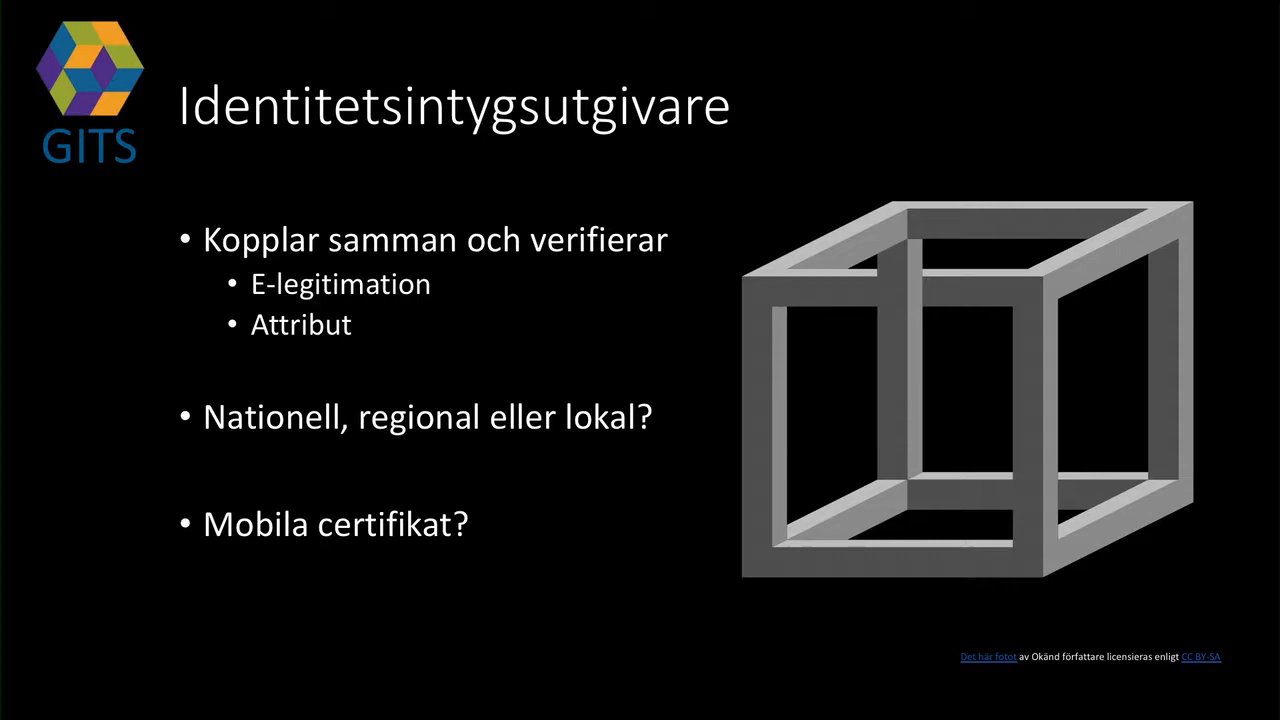 GITS
Identitetsintygsutgivare
• Kopplar samman och verifierar
• E-legitimation
• Attribut
• Nationell, regional eller lokal?
• Mobila certifikat?
Det här fotot av Okänd författare licensieras enligt CC BY-SA